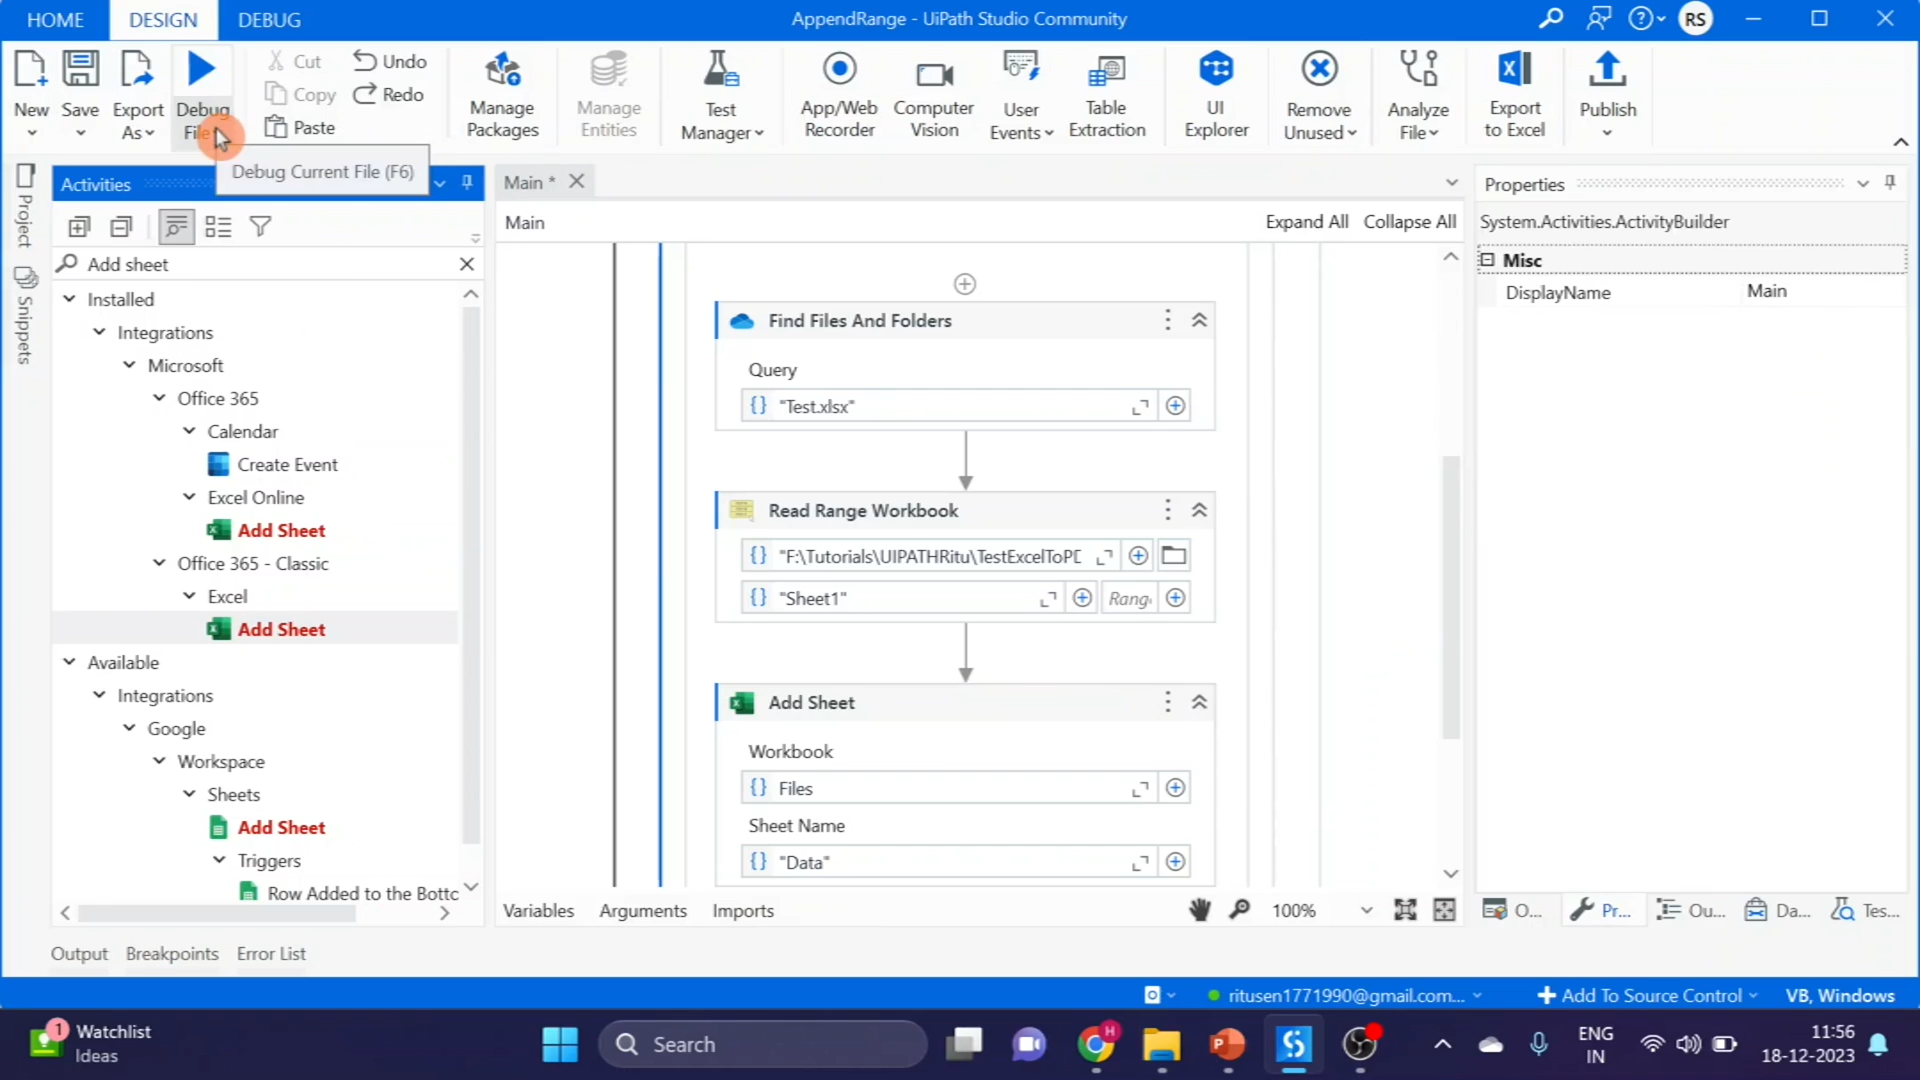 HOME
DESIGN
DEBUG
AppendRange - UiPath Studio Community
RS
New
Save
Export As
Debug File
Cut
Copy
Paste
Undo
Redo
Manage Packages
Manage Entities
Test Manager
App/Web Recorder
Computer Vision
User Events
Table Extraction
UI Explorer
Remove Unused
Analyze File
Export to Excel
Publish
Debug Current File (F6)
Project
Snippets
Activities
Add sheet
Installed
Integrations
Microsoft
Office 365
Calendar
Create Event
Excel Online
Add Sheet
Office 365 - Classic
Excel
Add Sheet
Available
Integrations
Google
Workspace
Sheets
Add Sheet
Triggers
Row Added to the Bottc
Main *
Main
Expand All
Collapse All
Find Files And Folders
Query
"Test.xlsx"
Read Range Workbook
"F:\Tutorials\UIPATHRitu\TestExcelToPD
"Sheet1"
Rang
Add Sheet
Workbook
Files
Sheet Name
"Data"
Variables
Arguments
Imports
100%
Properties
System.Activities.ActivityBuilder
Misc
DisplayName
Main
O...
Pr...
Ou...
Da...
Tes...
Output
Breakpoints
Error List
ritusen1771990@gmail.com...
Add To Source Control
VB, Windows
1
Watchlist
Ideas
Search
H
ENG
IN
11:56
18-12-2023